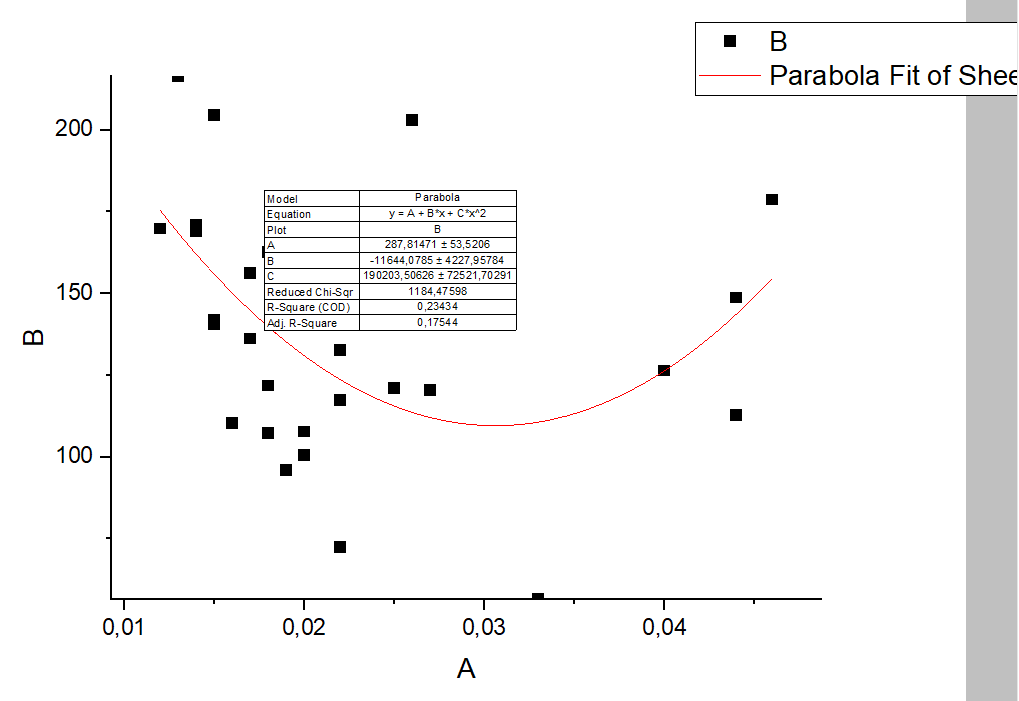 B
Parabola Fit of Shee
200
150
100
B
Model Parabola
Equation y = A + B*x + C*x^2
Plot B
A 287,81471 ± 53,5206
B -11644,0785 ± 4227,95784
C 190203,50626 ± 72521,70291
Reduced Chi-Sqr 1184,47598
R-Square (COD) 0,23434
Adj. R-Square 0,17544
0,01 0,02 0,03 0,04
A